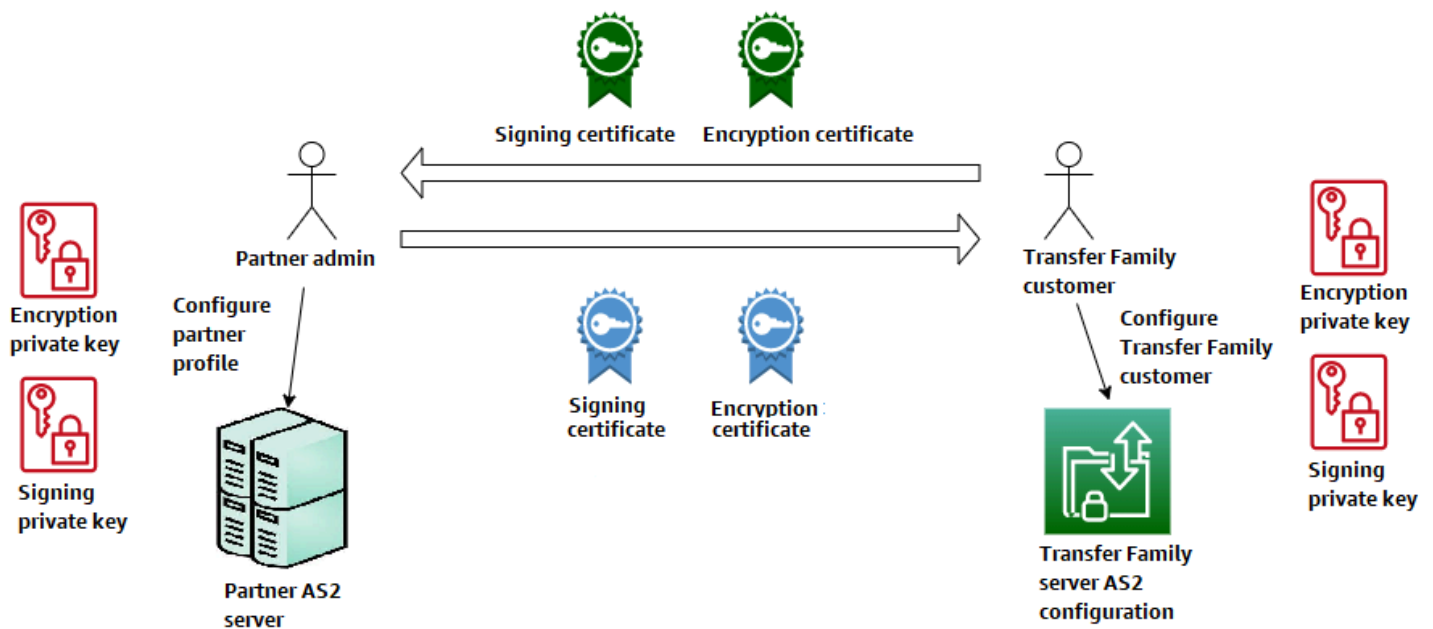 Signing certificate
Encryption certificate
Partner admin
Transfer Family
customer
Encryption
private key
Configure
partner
profile
Signing
certificate
Encryption
certificate
Configure
Transfer Family
customer
Encryption
private key
Signing
private key
Signing
private key
Partner AS2
server
Transfer Family
server AS2
configuration